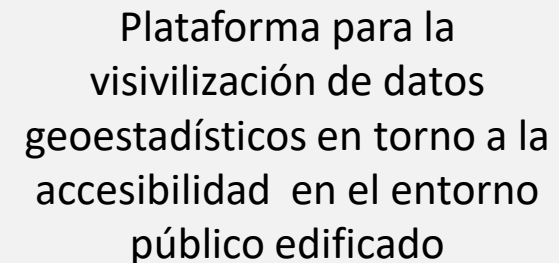 Plataforma para la
visivilización de datos
geoestadísticos en torno a la
accesibilidad  en el entorno
público edificado